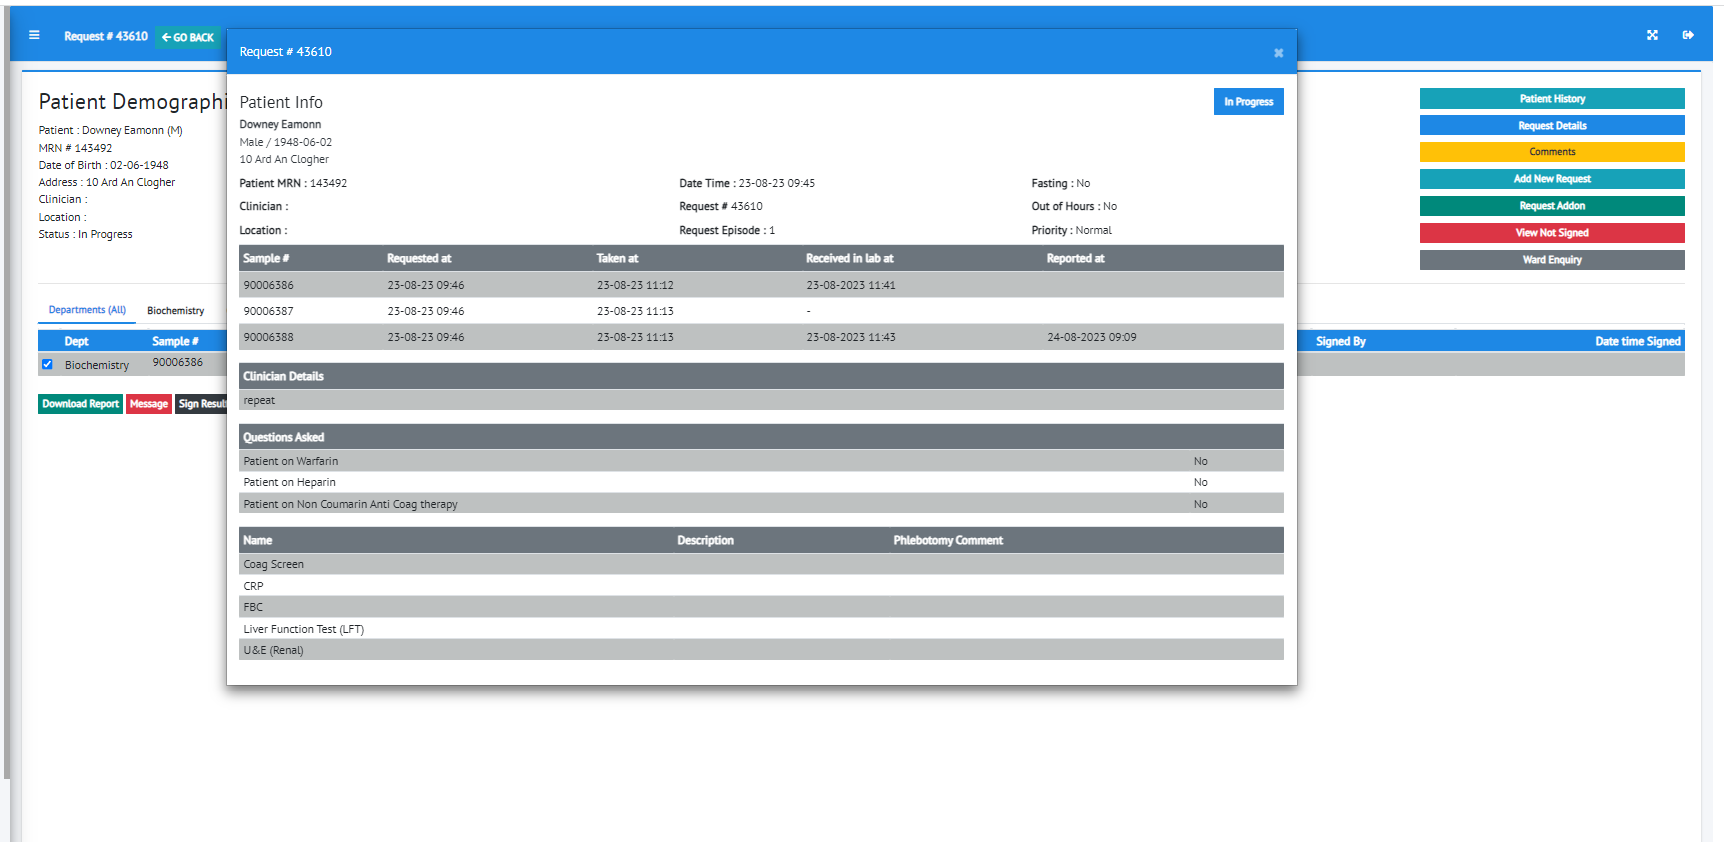 Request # 43610
GO BACK
Patient Demographi
Patient : Downey Eamonn (M)
MRN # 143492
Date of Birth : 02-06-1948
Address : 10 Ard An Clogher
Clinician :
Location :
Status : In Progress
Departments (All) Biochemistry
Dept Sample #
Biochemistry 90006386
Download Report Message Sign Result
Request # 43610
Patient Info
In Progress
Downey Eamonn
Male / 1948-06-02
10 Ard An Clogher
Patient MRN : 143492 Date Time : 23-08-23 09:45 Fasting : No
Clinician : Request # 43610 Out of Hours : No
Location : Request Episode : 1 Priority : Normal
Sample # Requested at Taken at Received in lab at Reported at
90006386 23-08-23 09:46 23-08-23 11:12 23-08-2023 11:41
90006387 23-08-23 09:46 23-08-23 11:13 -
90006388 23-08-23 09:46 23-08-23 11:13 23-08-2023 11:43 24-08-2023 09:09
Clinician Details
repeat
Questions Asked
Patient on Warfarin No
Patient on Heparin No
Patient on Non Coumarin Anti Coag therapy No
Name Description Phlebotomy Comment
Coag Screen
CRP
FBC
Liver Function Test (LFT)
U&E (Renal)
Patient History
Request Details
Comments
Add New Request
Request Addon
View Not Signed
Ward Enquiry
Signed By Date time Signed